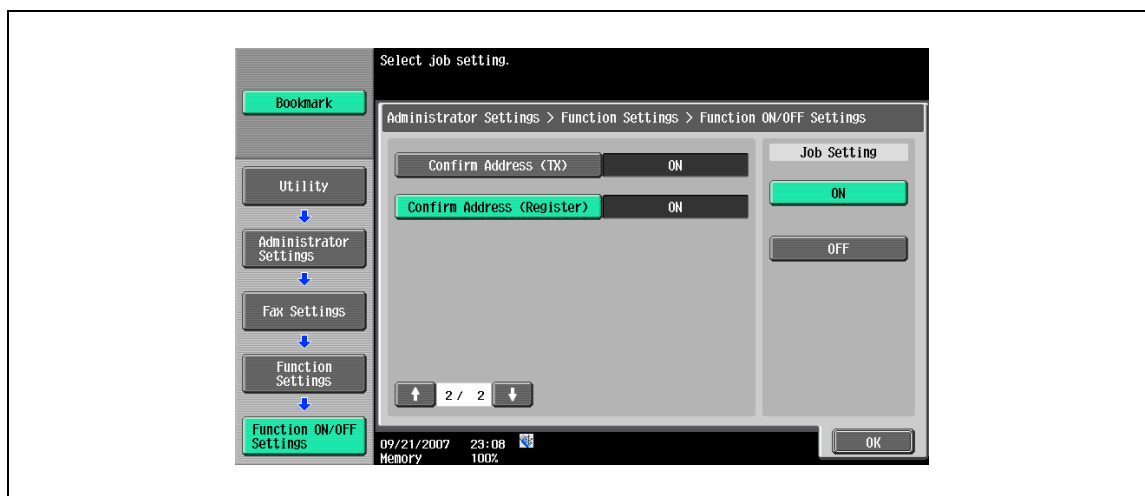 Select job setting.
Bookmark
Administrator Settings > Function Settings > Function ON/OFF Settings
Confirm Address (TX) ON
Confirm Address (Register) ON
Job Setting
ON
OFF
Utility
Administrator
Settings
Fax Settings
Function
Settings
Function ON/OFF
Settings
2/ 2
09/21/2007 23:08
Memory 100%
OK